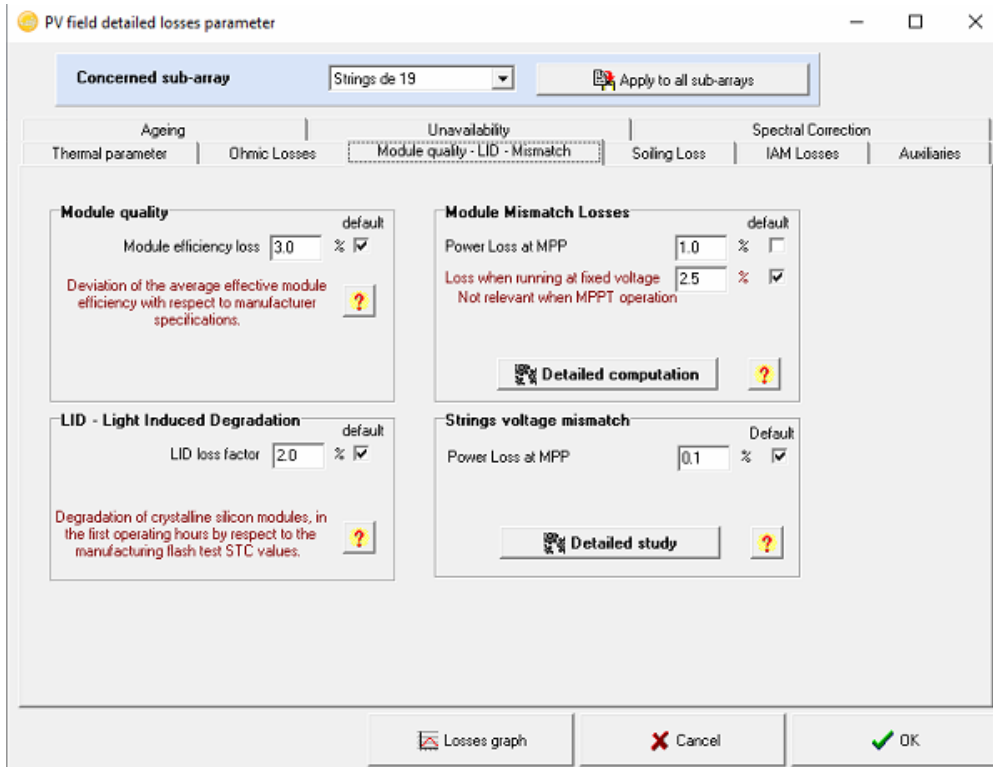 PV field detailed losses parameter
Concerned sub-array
Strings de 19
Apply to all sub-arrays
Ageing
Unavailability
Spectral Correction
Thermal parameter
Ohmic Losses
Module quality - LID - Mismatch
Soiling Loss
IAM Losses
Auxiliaries
Module quality
default
Module efficiency loss 3.0 %
Deviation of the average effective module
efficiency with respect to manufacturer
specifications.
?
Module Mismatch Losses
default
Power Loss at MPP 1.0 %
Loss when running at fixed voltage 2.5 %
Not relevant when MPPT operation
Detailed computation
?
LID - Light Induced Degradation
default
LID loss factor 2.0 %
Degradation of crystalline silicon modules, in
the first operating hours by respect to the
manufacturing flash test STC values.
?
Strings voltage mismatch
Default
Power Loss at MPP 0.1 %
Detailed study
?
Losses graph
Cancel
OK